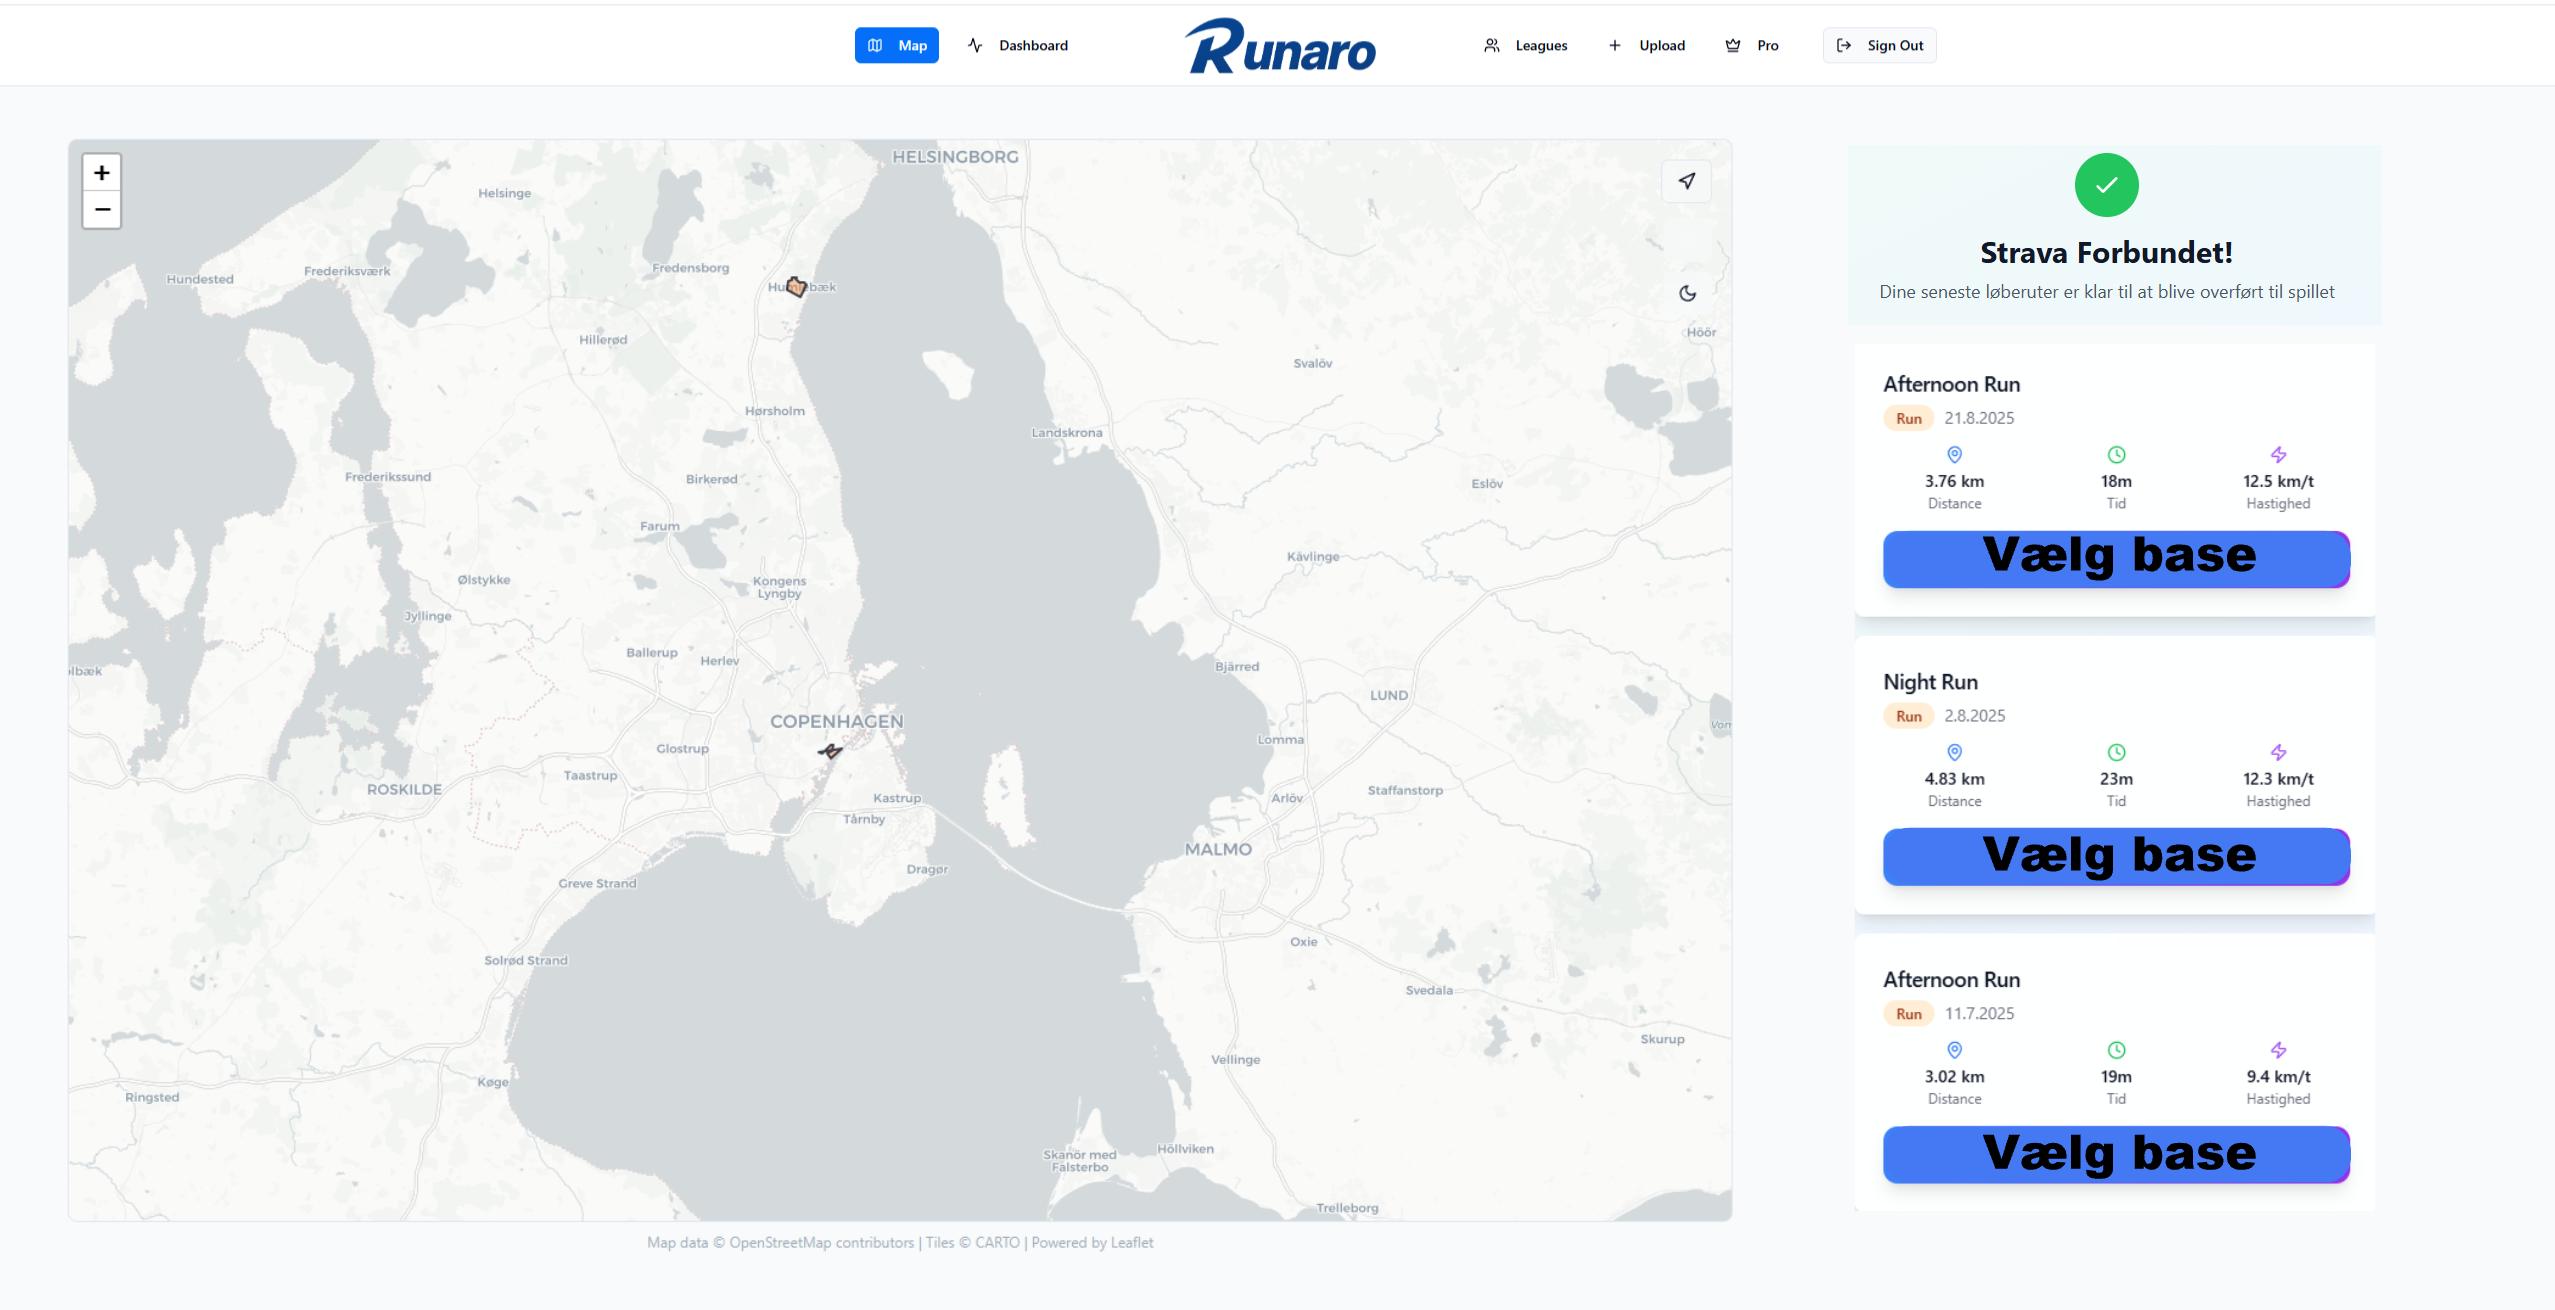 Map
Dashboard
Runaro
Leagues
Upload
Pro
Sign Out
+
−
HELSINGBORG
Helsinge
Hundested
Frederiksværk
Fredensborg
Humlebæk
Hillerød
Höör
Svalöv
Hørsholm
Landskrona
Frederikssund
Birkerød
Eslöv
Farum
Kävlinge
Ølstykke
Kongens
Lyngby
Jyllinge
Ballerup
Herlev
lbæk
Bjärred
LUND
COPENHAGEN
Vom
Lomma
Glostrup
Taastrup
ROSKILDE
Kastrup
Arlöv
Staffanstorp
Tårnby
MALMO
Dragør
Greve Strand
Oxie
Solrød Strand
Svedala
Skurup
Vellinge
Køge
Ringsted
Höllviken
Skanör med
Falsterbo
Trelleborg
Map data © OpenStreetMap contributors | Tiles © CARTO | Powered by Leaflet
Strava Forbundet!
Dine seneste løberuter er klar til at blive overført til spillet
Afternoon Run
Run 21.8.2025
3.76 km 18m 12.5 km/t
Distance Tid Hastighed
Vælg base
Night Run
Run 2.8.2025
4.83 km 23m 12.3 km/t
Distance Tid Hastighed
Vælg base
Afternoon Run
Run 11.7.2025
3.02 km 19m 9.4 km/t
Distance Tid Hastighed
Vælg base